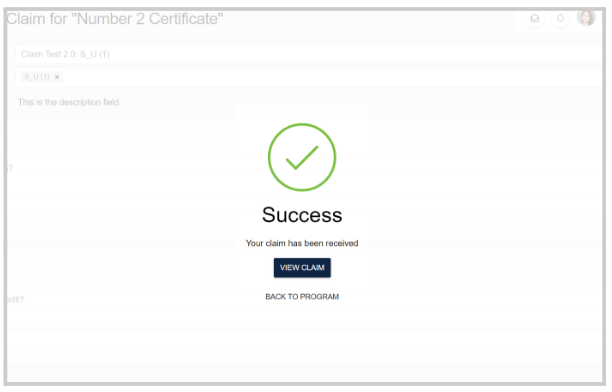 Claim for "Number 2 Certificate"
Claim Test 2.0: S_U (1)
S_U (1) ×
This is the description field.
?
Success
Your claim has been received
VIEW CLAIM
edit?
BACK TO PROGRAM